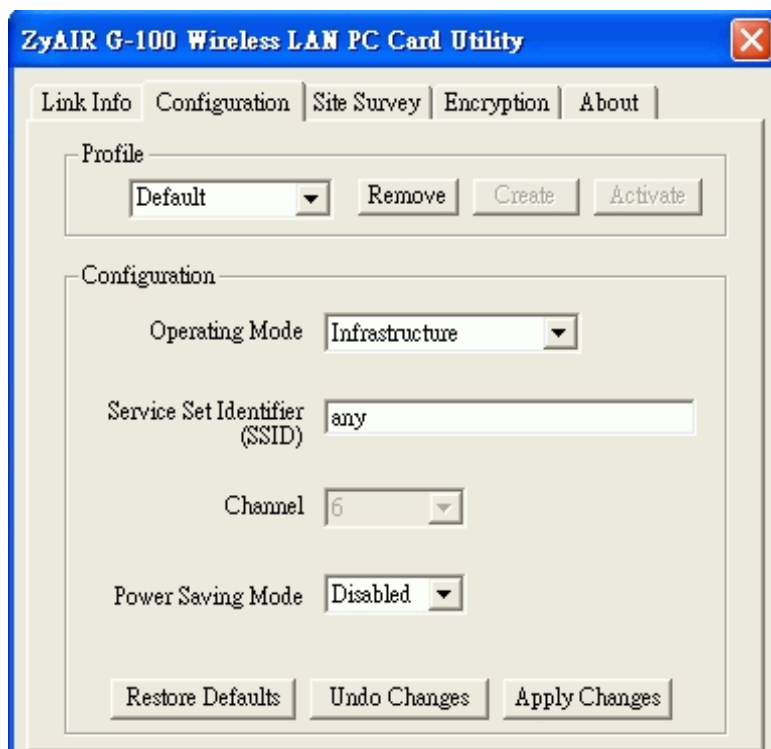 ZyAIR G-100 Wireless LAN PC Card Utility
Link Info Configuration Site Survey Encryption About
Profile
Default Remove Create Activate
Configuration
Operating Mode Infrastructure
Service Set Identifier (SSID) any
Channel 6
Power Saving Mode Disabled
Restore Defaults Undo Changes Apply Changes